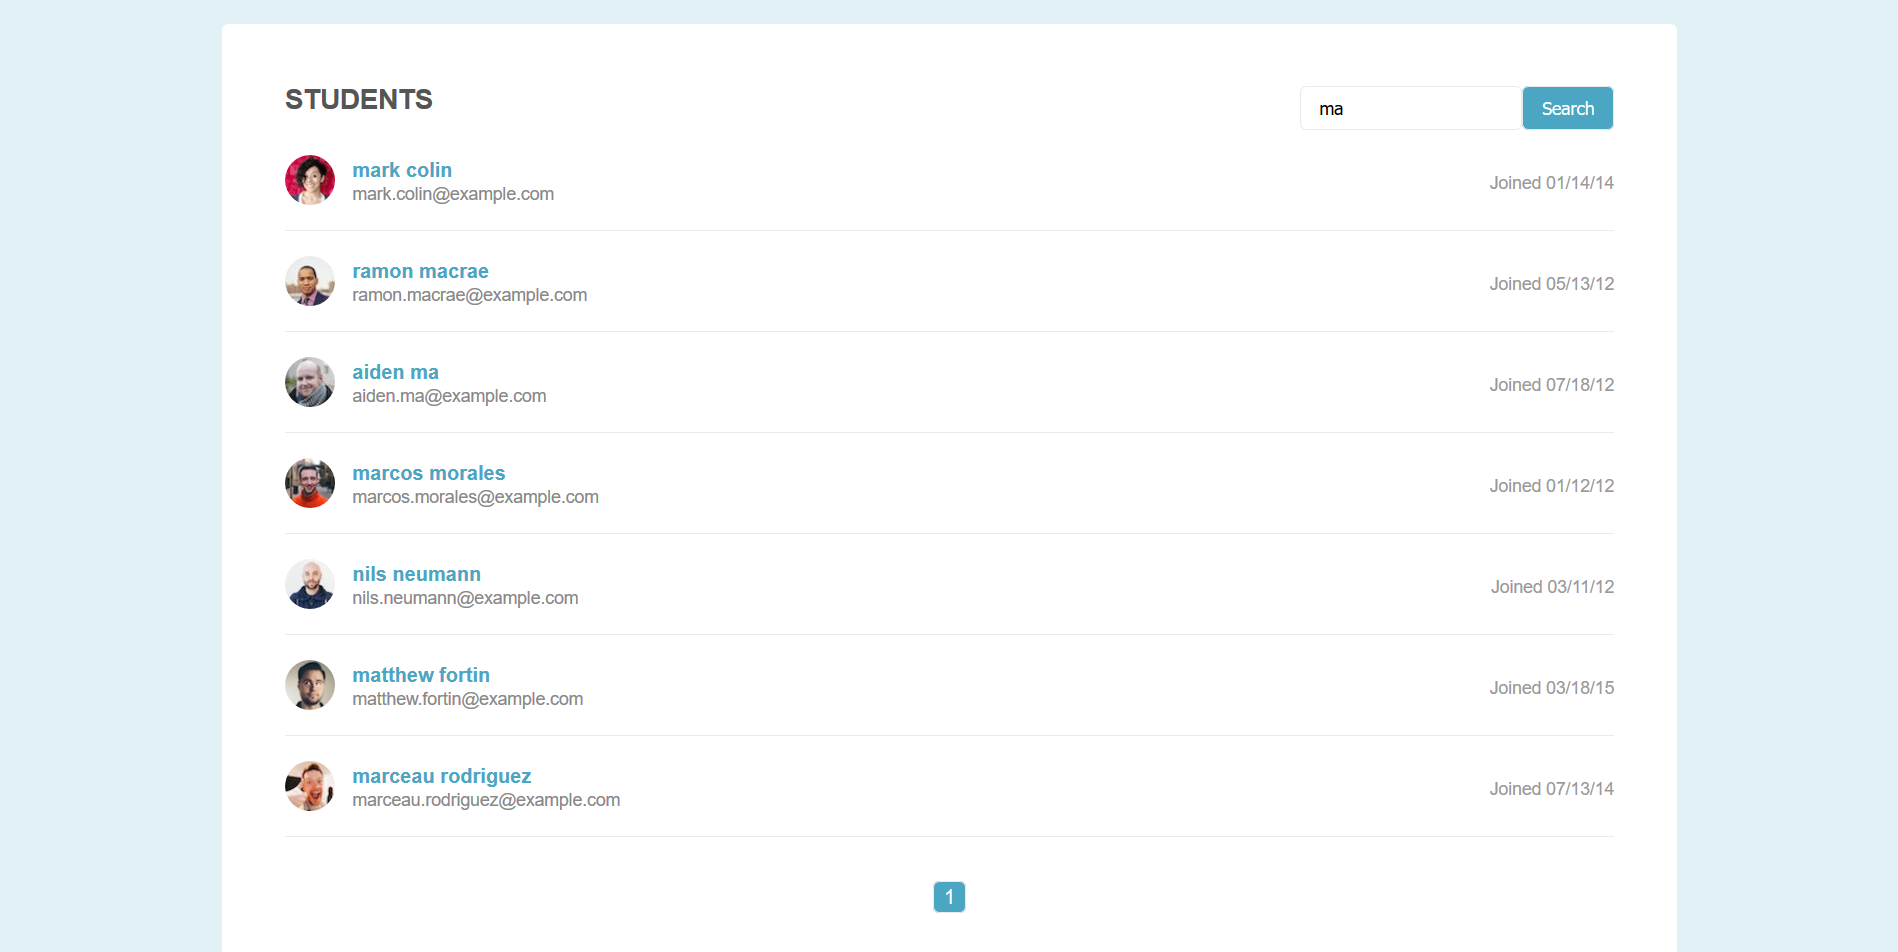 STUDENTS
ma
Search
mark colin
mark.colin@example.com
Joined 01/14/14
ramon macrae
ramon.macrae@example.com
Joined 05/13/12
aiden ma
aiden.ma@example.com
Joined 07/18/12
marcos morales
marcos.morales@example.com
Joined 01/12/12
nils neumann
nils.neumann@example.com
Joined 03/11/12
matthew fortin
matthew.fortin@example.com
Joined 03/18/15
marceau rodriguez
marceau.rodriguez@example.com
Joined 07/13/14
1